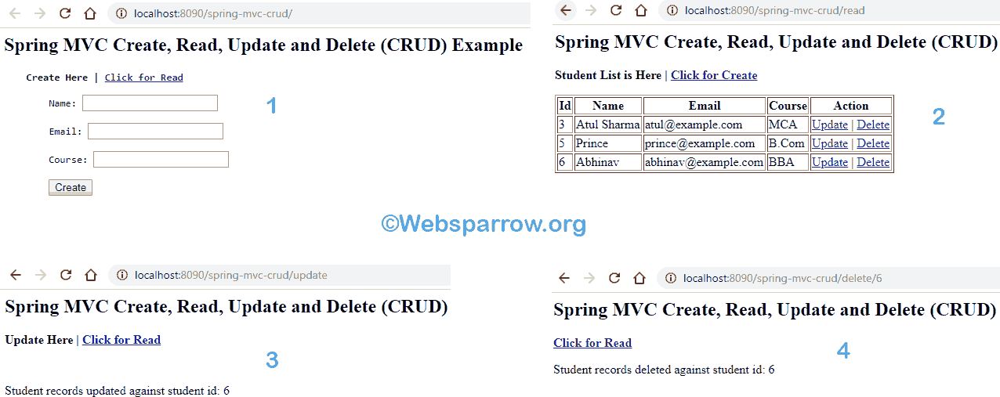 localhost:8090/spring-mvc-crud/
Spring MVC Create, Read, Update and Delete (CRUD) Example
Create Here | Click for Read
Name:
1
Email:
Course:
Create
localhost:8090/spring-mvc-crud/read
Spring MVC Create, Read, Update and Delete (CRUD)
Student List is Here | Click for Create
Id Name Email Course Action
3 Atul Sharma atul@example.com MCA Update | Delete
2
5 Prince prince@example.com B.Com Update | Delete
6 Abhinav abhinav@example.com BBA Update | Delete
©Websparrow.org
localhost:8090/spring-mvc-crud/update
Spring MVC Create, Read, Update and Delete (CRUD)
Update Here | Click for Read
3
Student records updated against student id: 6
localhost:8090/spring-mvc-crud/delete/6
Spring MVC Create, Read, Update and Delete (CRUD)
Click for Read
4
Student records deleted against student id: 6